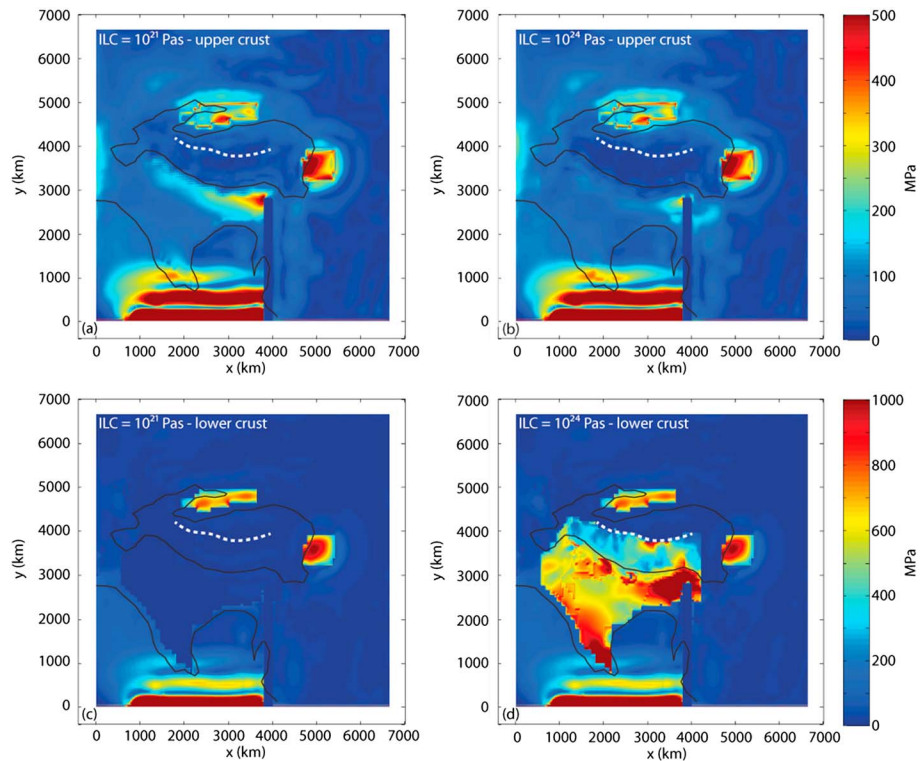 7000
6000
5000
4000
3000
2000
1000
0
y (km)
ILC = 10²¹ Pas - upper crust
(a)
0 1000 2000 3000 4000 5000 6000 7000
x (km)
7000
6000
5000
4000
3000
2000
1000
0
y (km)
ILC = 10²⁴ Pas - upper crust
(b)
0 1000 2000 3000 4000 5000 6000 7000
x (km)
500
400
300
200
100
0
MPa
7000
6000
5000
4000
3000
2000
1000
0
y (km)
ILC = 10²¹ Pas - lower crust
(c)
0 1000 2000 3000 4000 5000 6000 7000
x (km)
7000
6000
5000
4000
3000
2000
1000
0
y (km)
ILC = 10²⁴ Pas - lower crust
(d)
0 1000 2000 3000 4000 5000 6000 7000
x (km)
1000
800
600
400
200
0
MPa